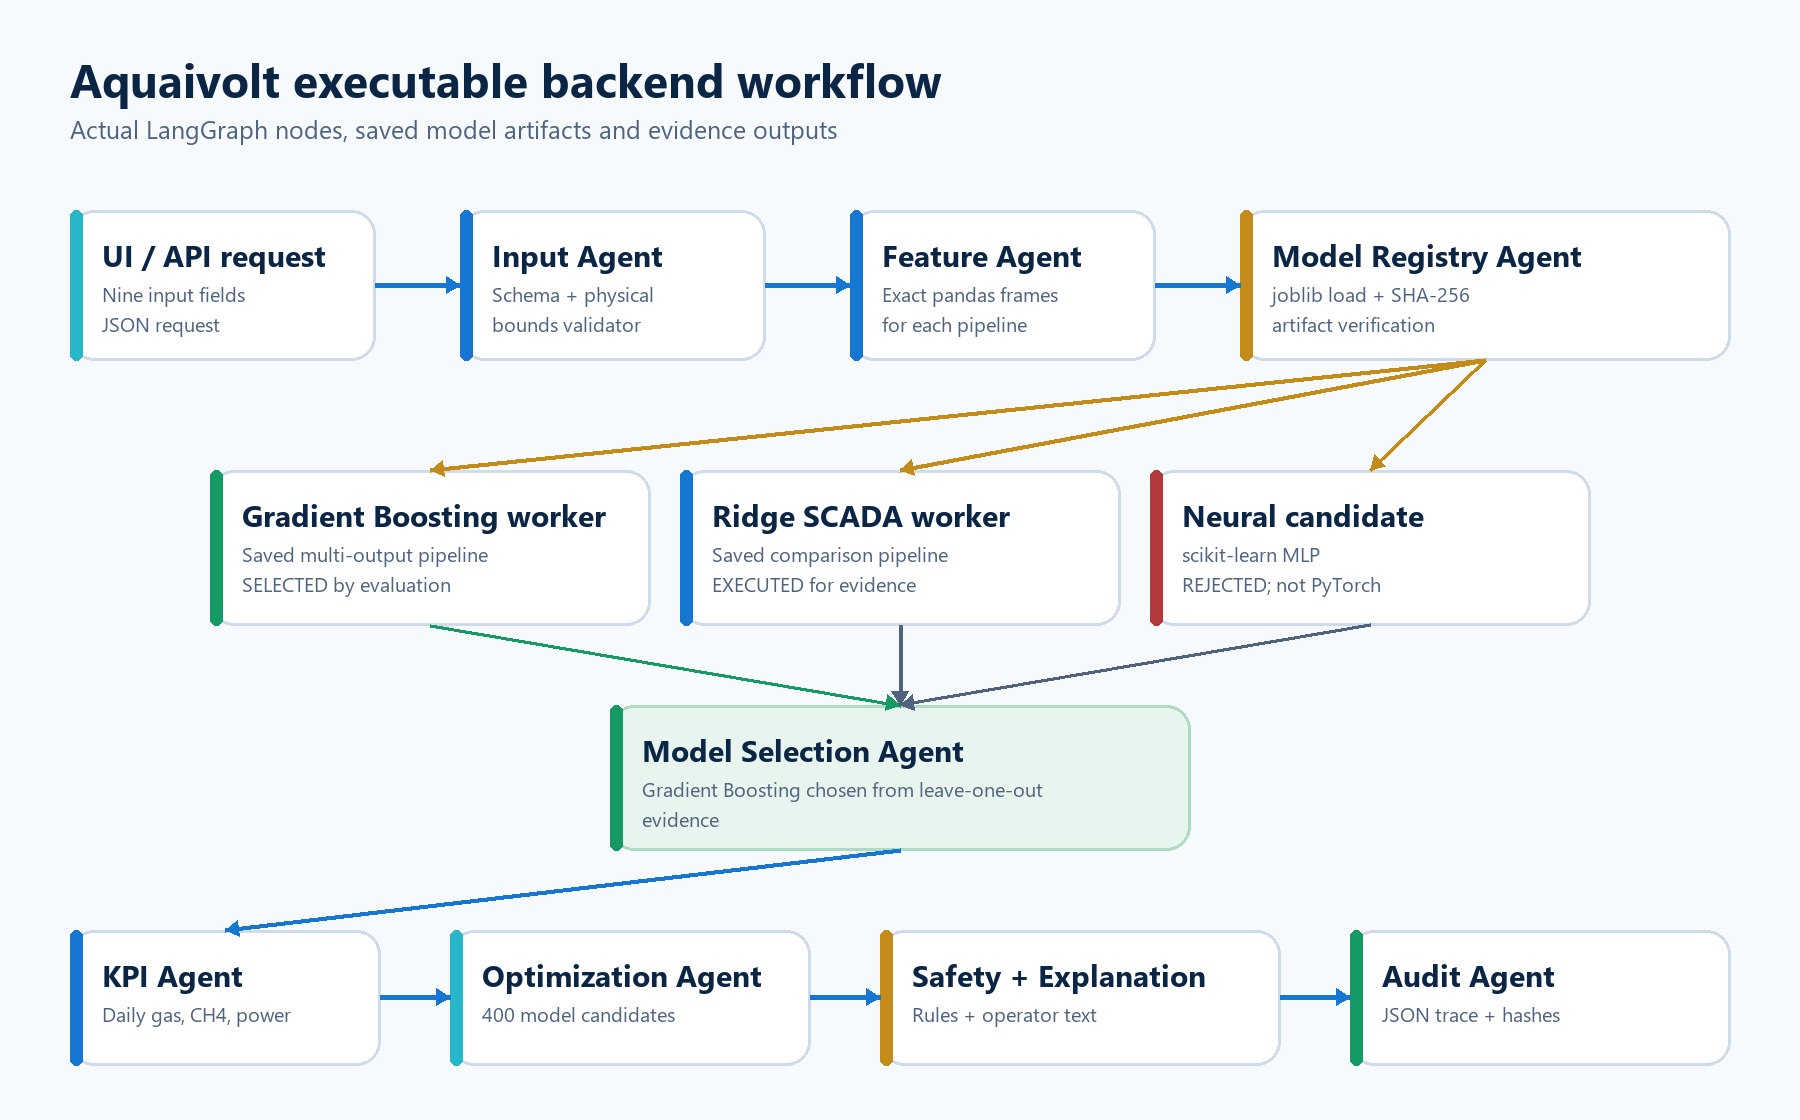 Aquaivolt executable backend workflow
Actual LangGraph nodes, saved model artifacts and evidence outputs
UI / API request
Nine input fields
JSON request
Input Agent
Schema + physical
bounds validator
Feature Agent
Exact pandas frames
for each pipeline
Model Registry Agent
joblib load + SHA-256
artifact verification
Gradient Boosting worker
Saved multi-output pipeline
SELECTED by evaluation
Ridge SCADA worker
Saved comparison pipeline
EXECUTED for evidence
Neural candidate
scikit-learn MLP
REJECTED; not PyTorch
Model Selection Agent
Gradient Boosting chosen from leave-one-out
evidence
KPI Agent
Daily gas, CH4, power
Optimization Agent
400 model candidates
Safety + Explanation
Rules + operator text
Audit Agent
JSON trace + hashes